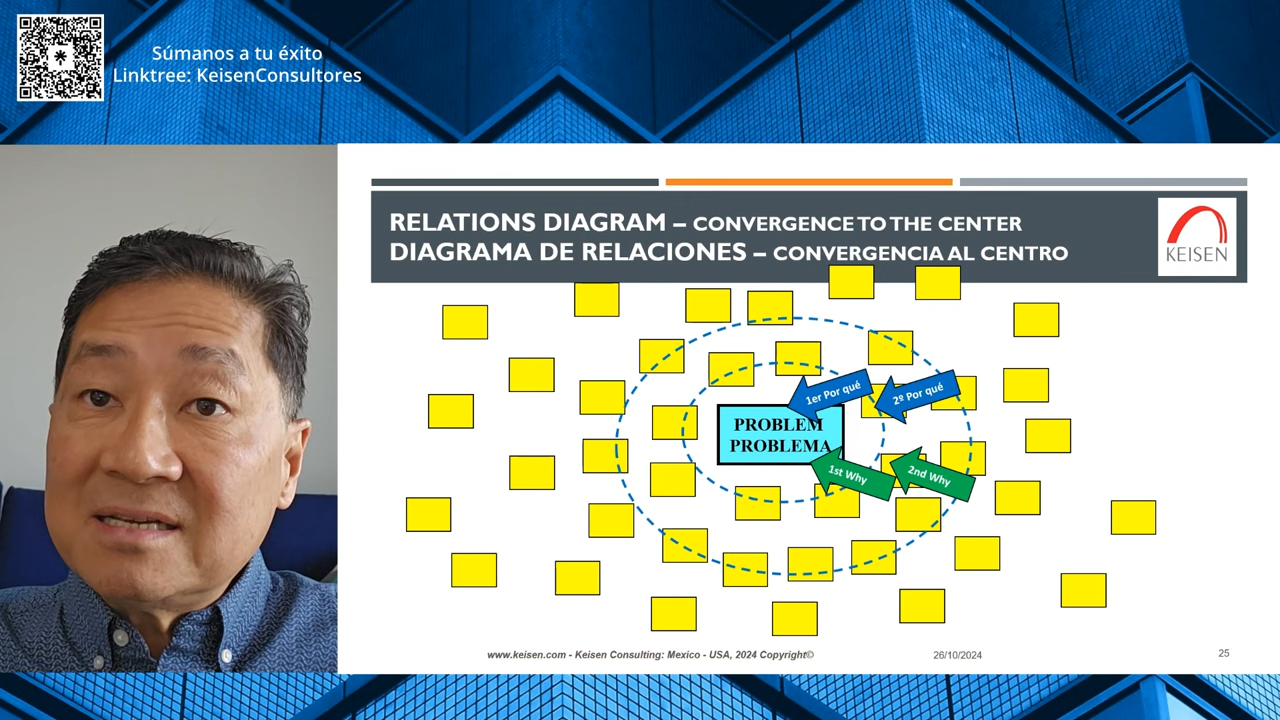 Súmanos a tu éxito
Linktree: KeisenConsultores
RELATIONS DIAGRAM – CONVERGENCE TO THE CENTER
DIAGRAMA DE RELACIONES – CONVERGENCIA AL CENTRO
KEISEN
1er Por qué
2º Por qué
PROBLEM
PROBLEMA
1st Why
2nd Why
www.keisen.com - Keisen Consulting: Mexico - USA, 2024 Copyright©
26/10/2024
25